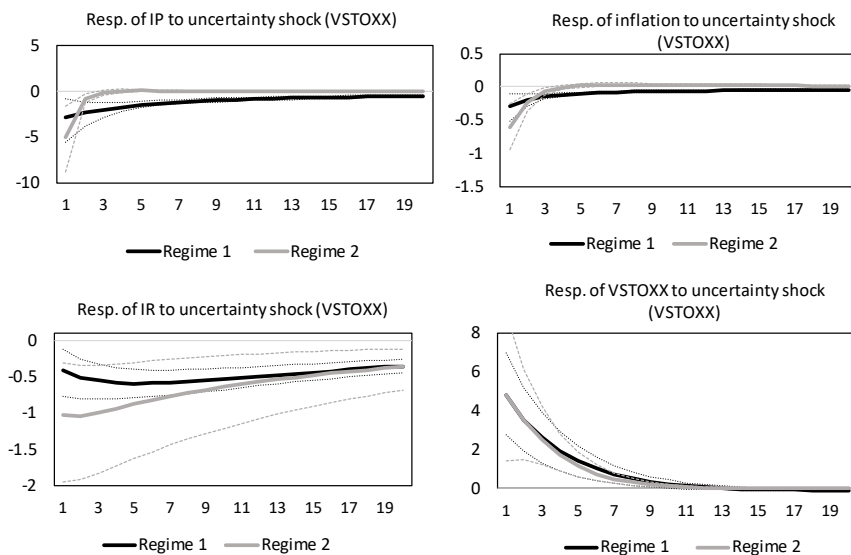 Resp. of IP to uncertainty shock (VSTOXX)
5
0
-5
-10
1 3 5 7 9 11 13 15 17 19
Regime 1 Regime 2
Resp. of inflation to uncertainty shock
(VSTOXX)
0.5
0
-0.5
-1
-1.5
1 3 5 7 9 11 13 15 17 19
Regime 1 Regime 2
Resp. of IR to uncertainty shock (VSTOXX)
0
-0.5
-1
-1.5
-2
1 3 5 7 9 11 13 15 17 19
Regime 1 Regime 2
Resp. of VSTOXX to uncertainty shock
(VSTOXX)
8
6
4
2
0
1 3 5 7 9 11 13 15 17 19
Regime 1 Regime 2